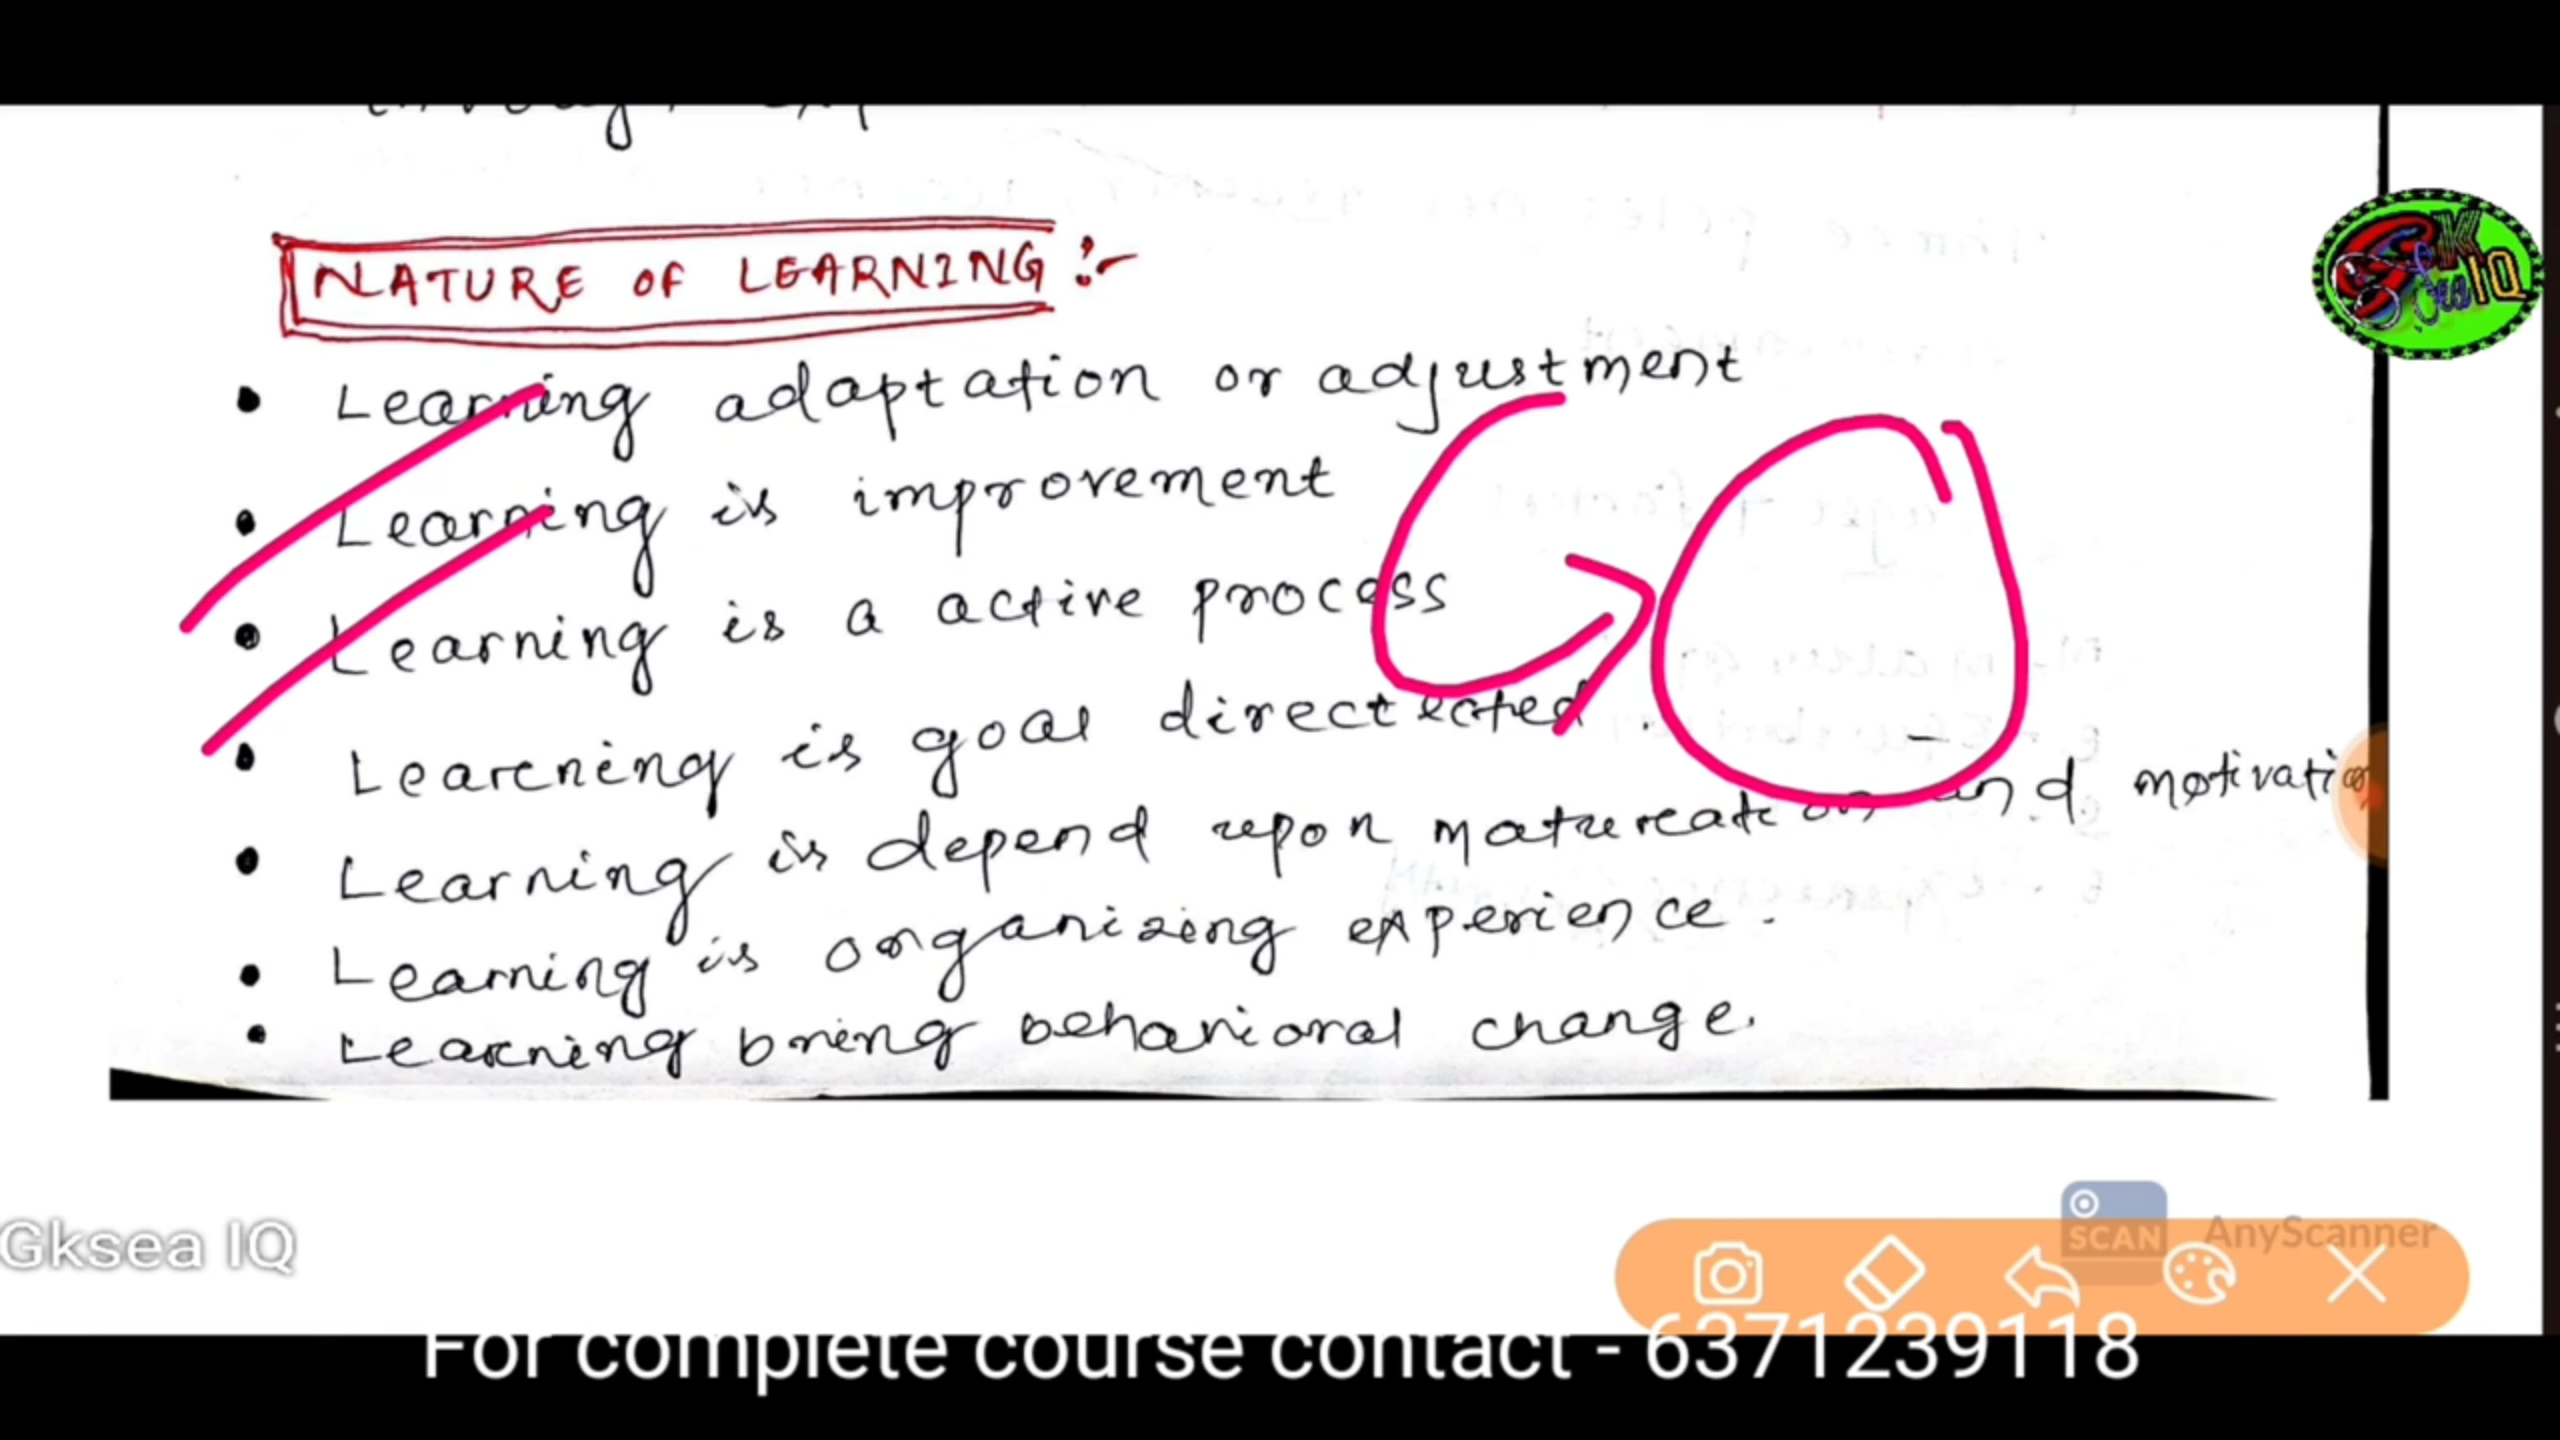 NATURE OF LEARNING :-
• Learning adaptation or adjustment
• Learning is improvement
• Learning is a active process
• Learning is goal directected .
• Learning is depend upon maturation and motivation
• Learning is organizing experience .
• Learning bring behavioral change.
Gksea IQ
SCAN AnyScanner
For complete course contact - 6371239118